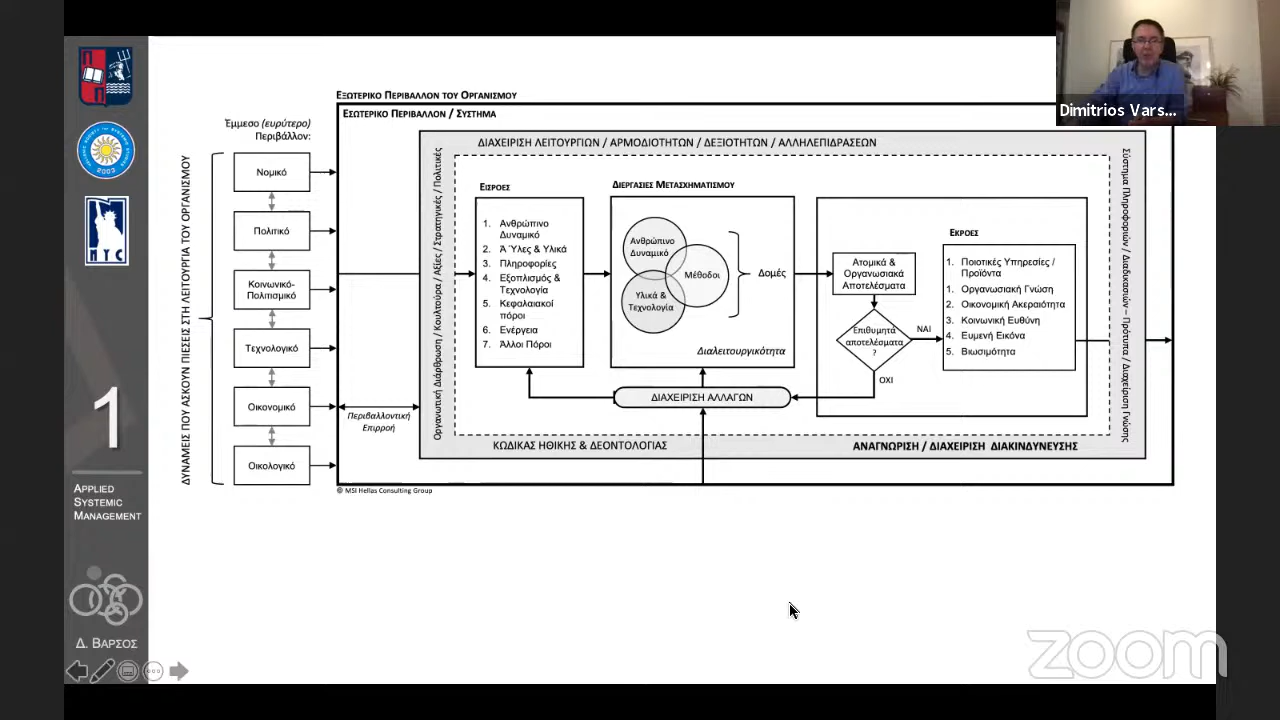 Dimitrios Vars...
ΕΞΩΤΕΡΙΚΟ ΠΕΡΙΒΑΛΛΟΝ ΤΟΥ ΟΡΓΑΝΙΣΜΟΥ
ΕΣΩΤΕΡΙΚΟ ΠΕΡΙΒΑΛΛΟΝ / ΣΥΣΤΗΜΑ
Έμμεσο (ευρύτερο)
Περιβάλλον:
ΔΥΝΑΜΕΙΣ ΠΟΥ ΑΣΚΟΥΝ ΠΙΕΣΕΙΣ ΣΤΗ ΛΕΙΤΟΥΡΓΙΑ ΤΟΥ ΟΡΓΑΝΙΣΜΟΥ
Νομικό
Πολιτικό
Κοινωνικό-
Πολιτισμικό
Τεχνολογικό
Οικονομικό
Οικολογικό
Περιβαλλοντική
Επιρροή
ΔΙΑΧΕΙΡΙΣΗ ΛΕΙΤΟΥΡΓΙΩΝ / ΑΡΜΟΔΙΟΤΗΤΩΝ / ΔΕΞΙΟΤΗΤΩΝ / ΑΛΛΗΛΕΠΙΔΡΑΣΕΩΝ
Οργανωτική Διάρθρωση / Κουλτούρα / Αξίες / Στρατηγικές / Πολιτικές
ΕΙΣΡΟΕΣ
1. Ανθρώπινο
Δυναμικό
2. Ά Ύλες & Υλικά
3. Πληροφορίες
4. Εξοπλισμός &
Τεχνολογία
5. Κεφαλαιακοί
πόροι
6. Ενέργεια
7. Άλλοι Πόροι
ΔΙΕΡΓΑΣΙΕΣ ΜΕΤΑΣΧΗΜΑΤΙΣΜΟΥ
Ανθρώπινο
Δυναμικό
Μέθοδοι
Υλικά &
Τεχνολογία
Δομές
Διαλειτουργικότητα
Ατομικά &
Οργανωσιακά
Αποτελέσματα
Επιθυμητά
αποτελέσματα
?
ΝΑΙ
ΟΧΙ
ΕΚΡΟΕΣ
1. Ποιοτικές Υπηρεσίες /
Προϊόντα
1. Οργανωσιακή Γνώση
2. Οικονομική Ακεραιότητα
3. Κοινωνική Ευθύνη
4. Ευμενή Εικόνα
5. Βιωσιμότητα
ΔΙΑΧΕΙΡΙΣΗ ΑΛΛΑΓΩΝ
Σύστημα Πληροφοριών / Διαδικασιών – Πρότυπα / Διαχείριση Γνώσης
ΚΩΔΙΚΑΣ ΗΘΙΚΗΣ & ΔΕΟΝΤΟΛΟΓΙΑΣ
ΑΝΑΓΝΩΡΙΣΗ / ΔΙΑΧΕΙΡΙΣΗ ΔΙΑΚΙΝΔΥΝΕΥΣΗΣ
© MSI Hellas Consulting Group
1
APPLIED
SYSTEMIC
MANAGEMENT
Δ. ΒΑΡΣΟΣ
2003
NYC
zoom